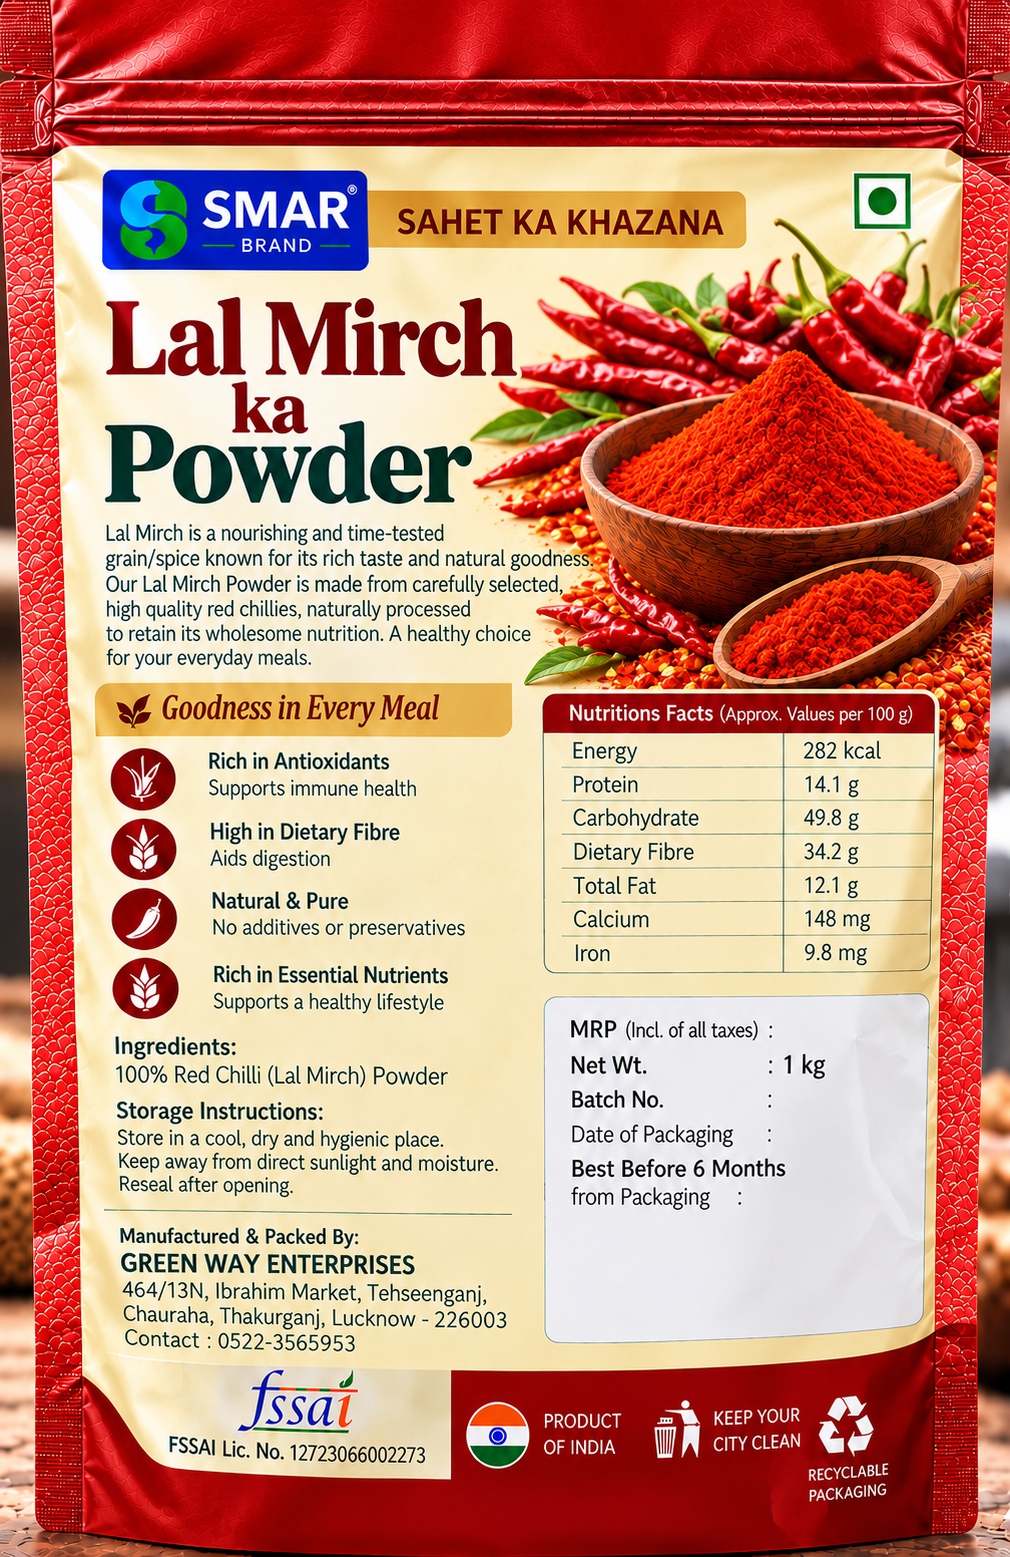 SMAR®
BRAND
SAHET KA KHAZANA
Lal Mirch
ka
Powder
Lal Mirch is a nourishing and time-tested
grain/spice known for its rich taste and natural goodness.
Our Lal Mirch Powder is made from carefully selected,
high quality red chillies, naturally processed
to retain its wholesome nutrition. A healthy choice
for your everyday meals.
Goodness in Every Meal
Rich in Antioxidants
Supports immune health
High in Dietary Fibre
Aids digestion
Natural & Pure
No additives or preservatives
Rich in Essential Nutrients
Supports a healthy lifestyle
Ingredients:
100% Red Chilli (Lal Mirch) Powder
Storage Instructions:
Store in a cool, dry and hygienic place.
Keep away from direct sunlight and moisture.
Reseal after opening.
Manufactured & Packed By:
GREEN WAY ENTERPRISES
464/13N, Ibrahim Market, Tehseenganj,
Chauraha, Thakurganj, Lucknow - 226003
Contact : 0522-3565953
Nutritions Facts (Approx. Values per 100 g)
Energy 282 kcal
Protein 14.1 g
Carbohydrate 49.8 g
Dietary Fibre 34.2 g
Total Fat 12.1 g
Calcium 148 mg
Iron 9.8 mg
MRP (Incl. of all taxes) :
Net Wt. : 1 kg
Batch No. :
Date of Packaging :
Best Before 6 Months
from Packaging :
fssai
FSSAI Lic. No. 12723066002273
PRODUCT
OF INDIA
KEEP YOUR
CITY CLEAN
RECYCLABLE
PACKAGING